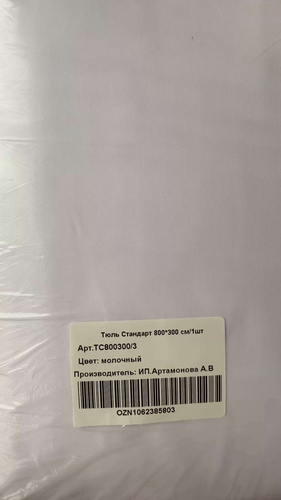 Тюль Стандарт 800*300 см/1шт
Арт.ТС800300/3
Цвет: молочный
Производитель: ИП.Артамонова А.В
OZN1062385803